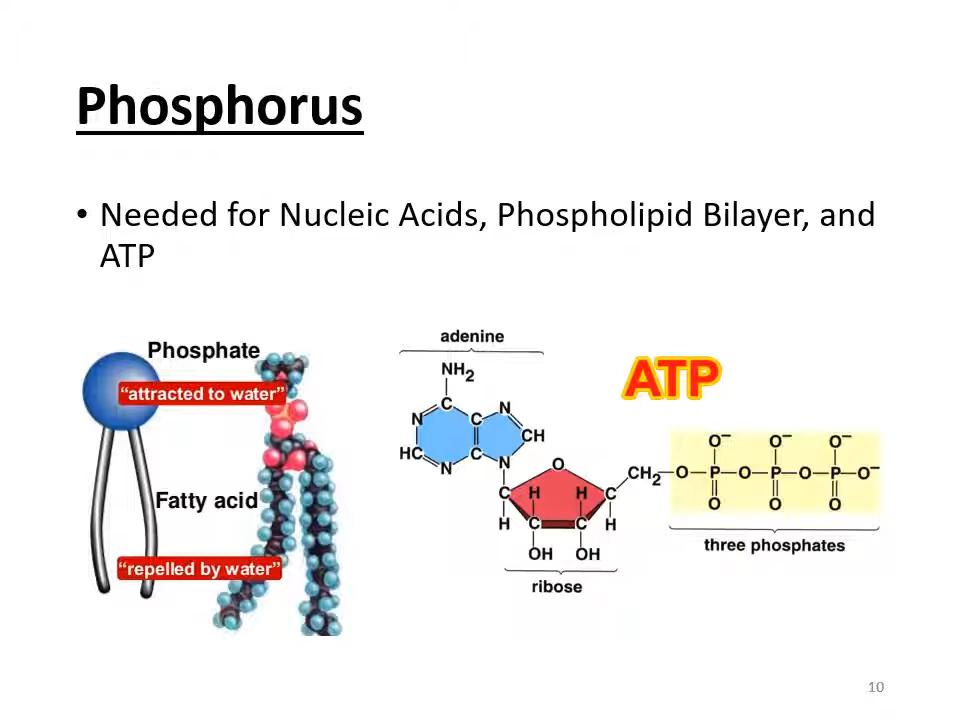 Phosphorus
• Needed for Nucleic Acids, Phospholipid Bilayer, and
ATP
Phosphate
“attracted to water”
Fatty acid
“repelled by water”
adenine
ATP
NH2
C
N
N
C
CH
HC
C
N
N
O
CH2
O
P
O
P
O
P
O−
O−
O−
O−
O
O
O
C
H
H
C
H
C
C
H
OH
OH
three phosphates
ribose
10